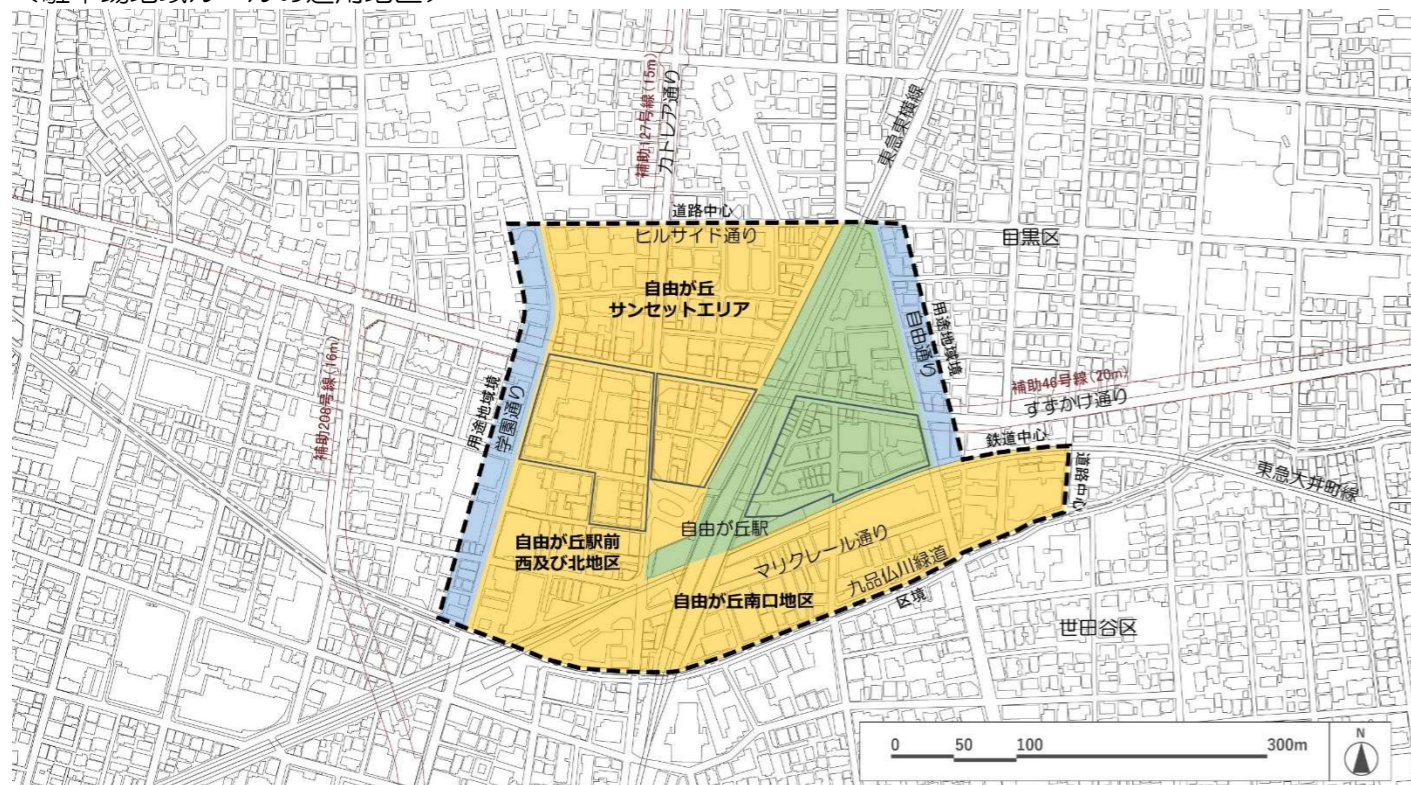 補助127号線(15m)
カトレア通り
東急東横線
道路中心
ヒルサイド通り
目黒区
自由が丘
サンセットエリア
用途地域境
自由通り
補助208号線(16m)
用途地域境
学園通り
補助46号線(20m)
すずかけ通り
鉄道中心
道路中心
東急大井町線
自由が丘駅
自由が丘駅前
西及び北地区
マリクレール通り
九品仏川緑道
自由が丘南口地区
区境
世田谷区
0 50 100 300m
N